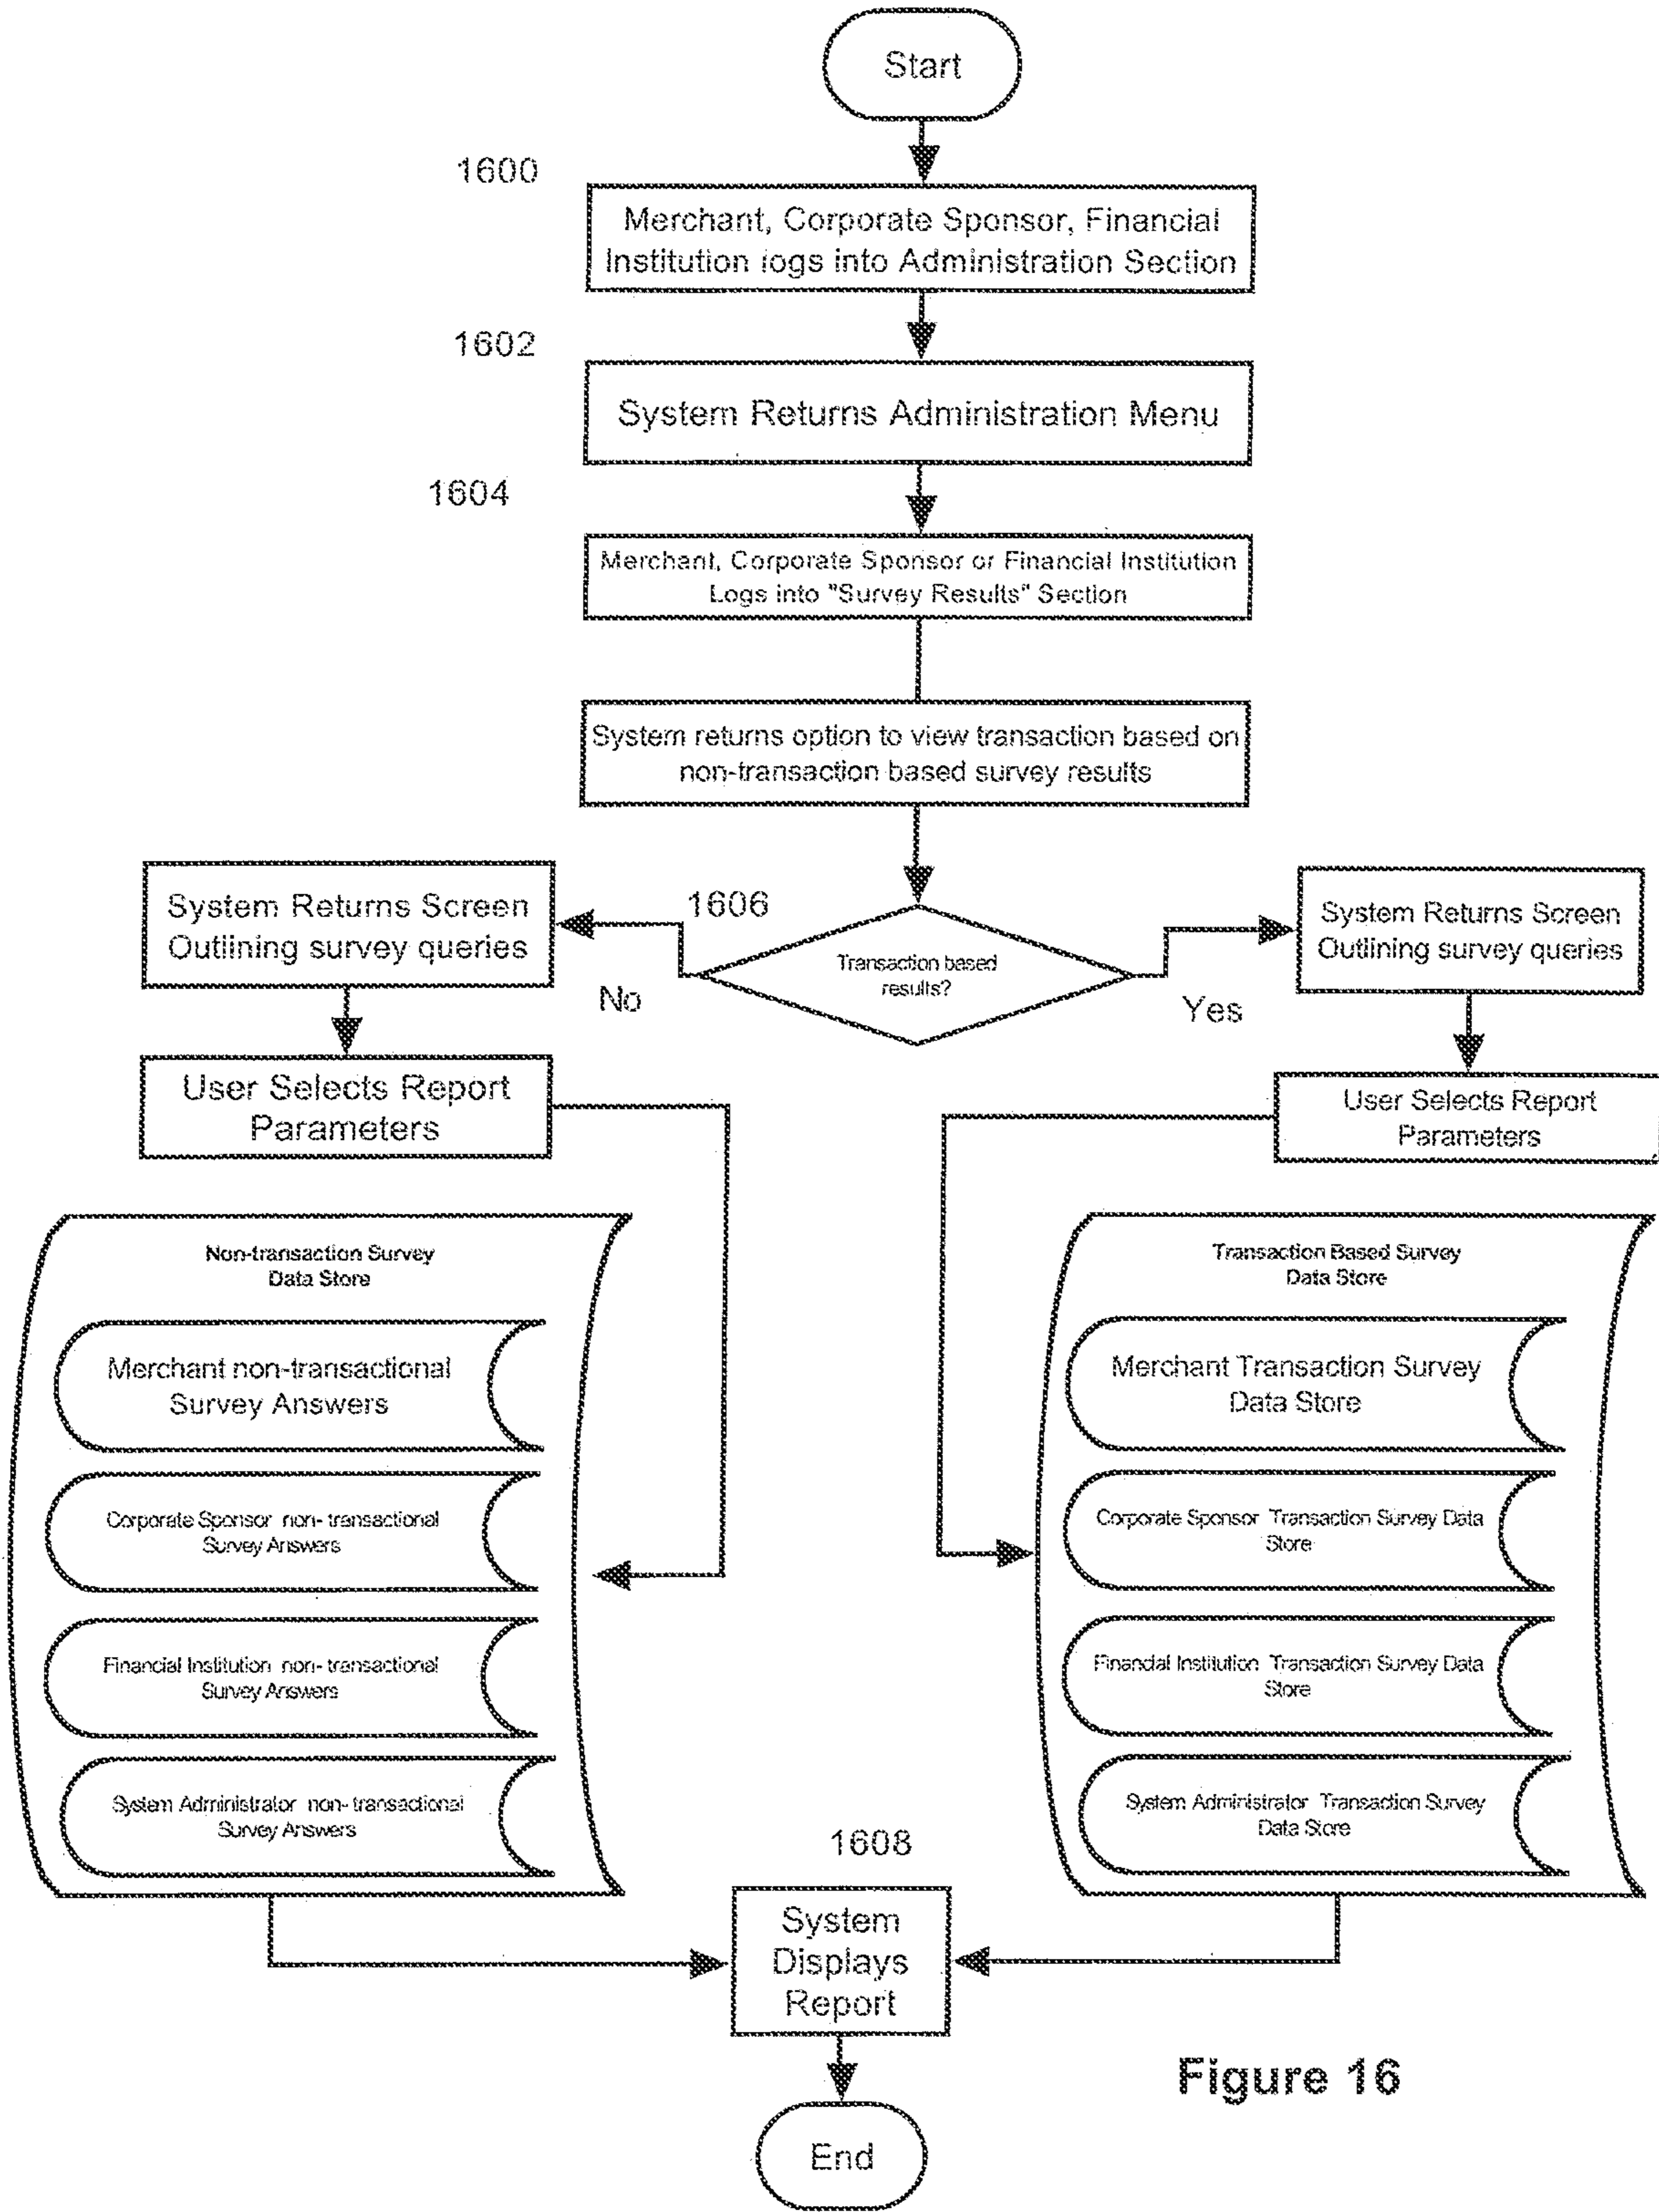 Start
1600
Merchant, Corporate Sponsor, Financial
Institution logs into Administration Section
1602
System Returns Administration Menu
1604
Merchant, Corporate Sponsor or Financial Institution
Logs into "Survey Results" Section
System returns option to view transaction based on
non-transaction based survey results
1606
Transaction based
results?
No
Yes
System Returns Screen
Outlining survey queries
User Selects Report
Parameters
System Returns Screen
Outlining survey queries
User Selects Report
Parameters
Non-transaction Survey
Data Store
Merchant non-transactional
Survey Answers
Corporate Sponsor non- transactional
Survey Answers
Financial Institution non- transactional
Survey Answers
System Administrator non- transactional
Survey Answers
Transaction Based Survey
Data Store
Merchant Transaction Survey
Data Store
Corporate Sponsor Transaction Survey Data
Store
Financial Institution Transaction Survey Data
Store
System Administrator Transaction Survey
Data Store
1608
System
Displays
Report
End
Figure 16